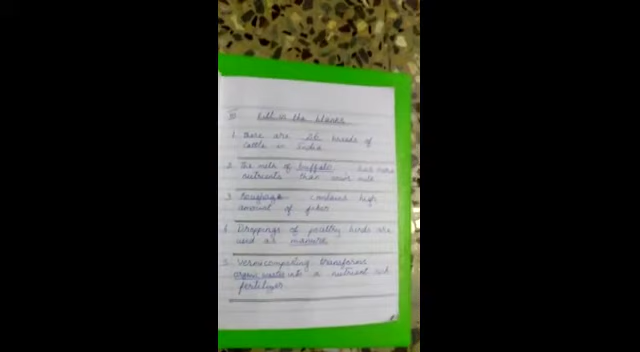 III Fill in the blanks
1. There are 26 breeds of
cattle in India
2. The milk of buffalo has more
nutrients than cow's milk
3. Roughage contains high
amount of fiber
4. Droppings of poultry birds are
used as manure
5. Vermicomposting transforms
organic waste into a nutrient rich
fertilizer